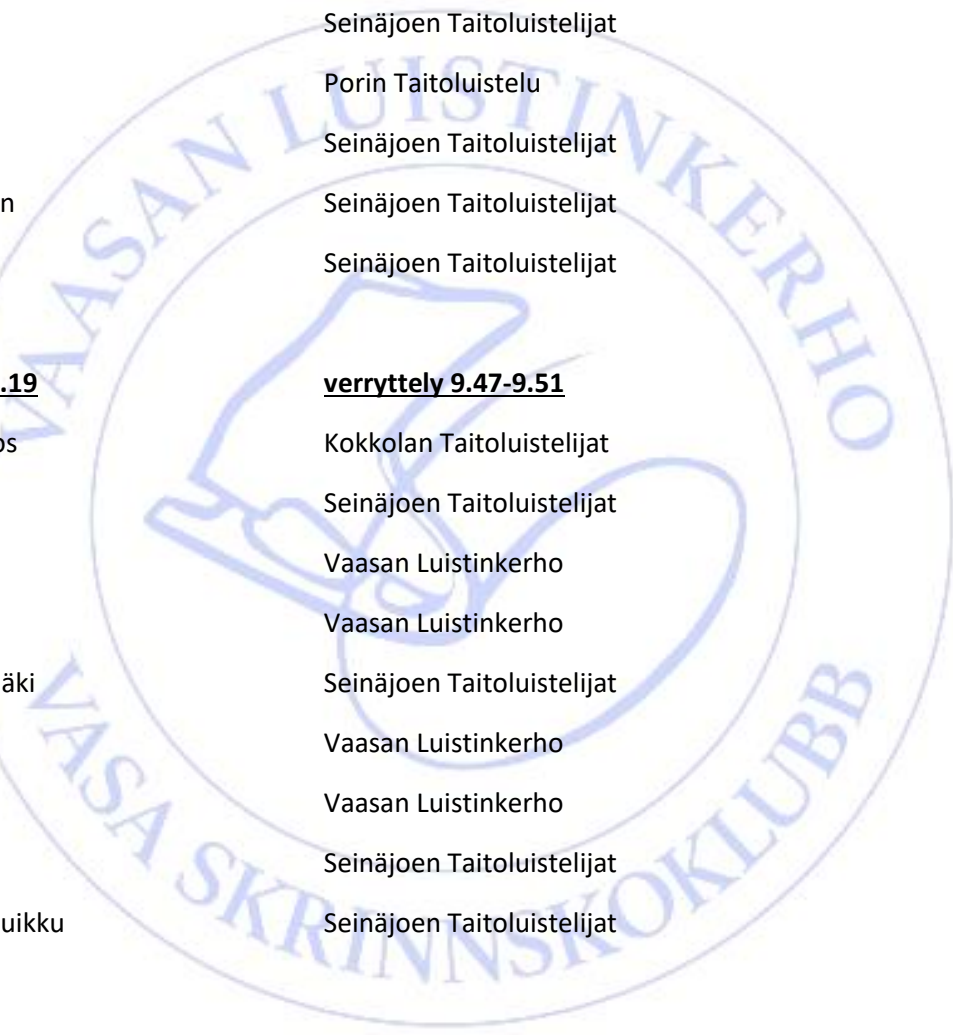 Seinäjoen Taitoluistelijat
Porin Taitoluistelu
Seinäjoen Taitoluistelijat
n Seinäjoen Taitoluistelijat
Seinäjoen Taitoluistelijat
.19 verryttely 9.47-9.51
os Kokkolan Taitoluistelijat
Seinäjoen Taitoluistelijat
Vaasan Luistinkerho
Vaasan Luistinkerho
äki Seinäjoen Taitoluistelijat
Vaasan Luistinkerho
Vaasan Luistinkerho
Seinäjoen Taitoluistelijat
uikku Seinäjoen Taitoluistelijat
VAASAN LUISTINKERHO
VASA SKRINNSKOKLUBB